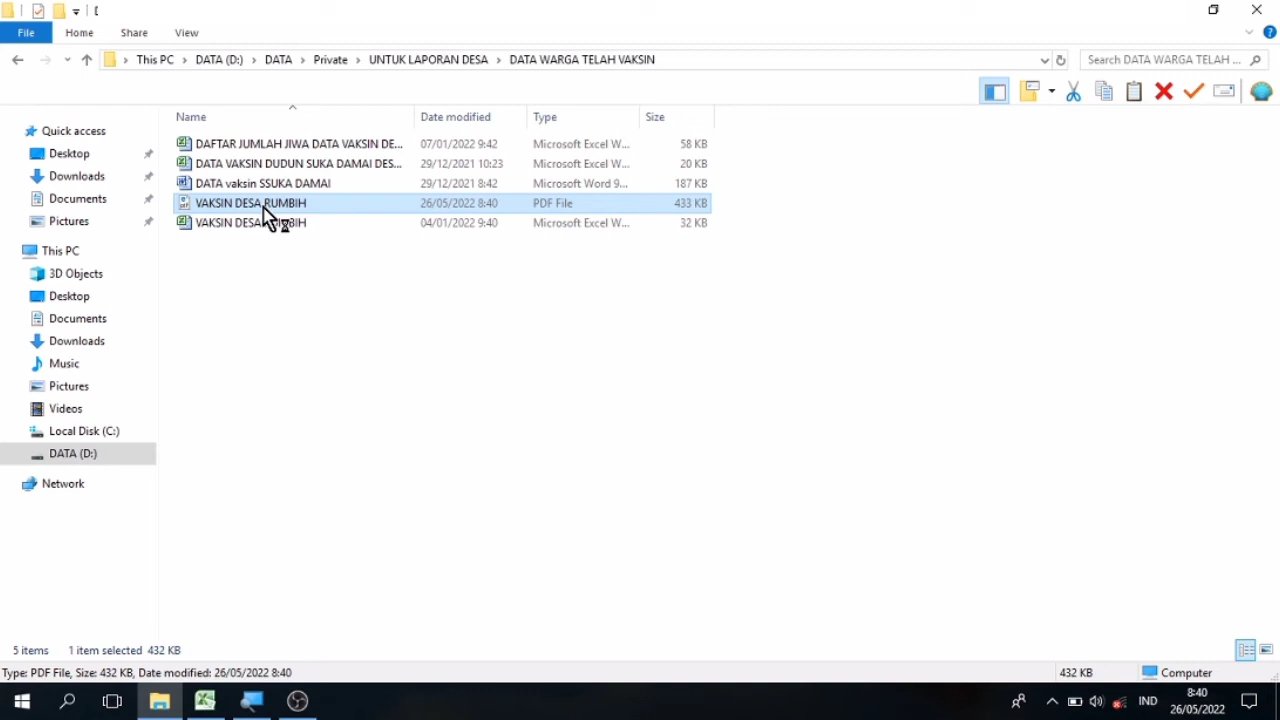 File Home Share View
This PC DATA (D:) DATA Private UNTUK LAPORAN DESA DATA WARGA TELAH VAKSIN Search DATA WARGA TELAH ...
Name Date modified Type Size
DAFTAR JUMLAH JIWA DATA VAKSIN DE... 07/01/2022 9:42 Microsoft Excel W... 58 KB
DATA VAKSIN DUDUN SUKA DAMAI DES... 29/12/2021 10:23 Microsoft Excel W... 20 KB
DATA vaksin SSUKA DAMAI 29/12/2021 8:42 Microsoft Word 9... 187 KB
VAKSIN DESA RUMBIH 26/05/2022 8:40 PDF File 433 KB
VAKSIN DESA RUMBIH 04/01/2022 9:40 Microsoft Excel W... 32 KB
Quick access
Desktop
Downloads
Documents
Pictures
This PC
3D Objects
Desktop
Documents
Downloads
Music
Pictures
Videos
Local Disk (C:)
DATA (D:)
Network
5 items 1 item selected 432 KB
Type: PDF File, Size: 432 KB, Date modified: 26/05/2022 8:40 432 KB Computer
IND 8:40
26/05/2022